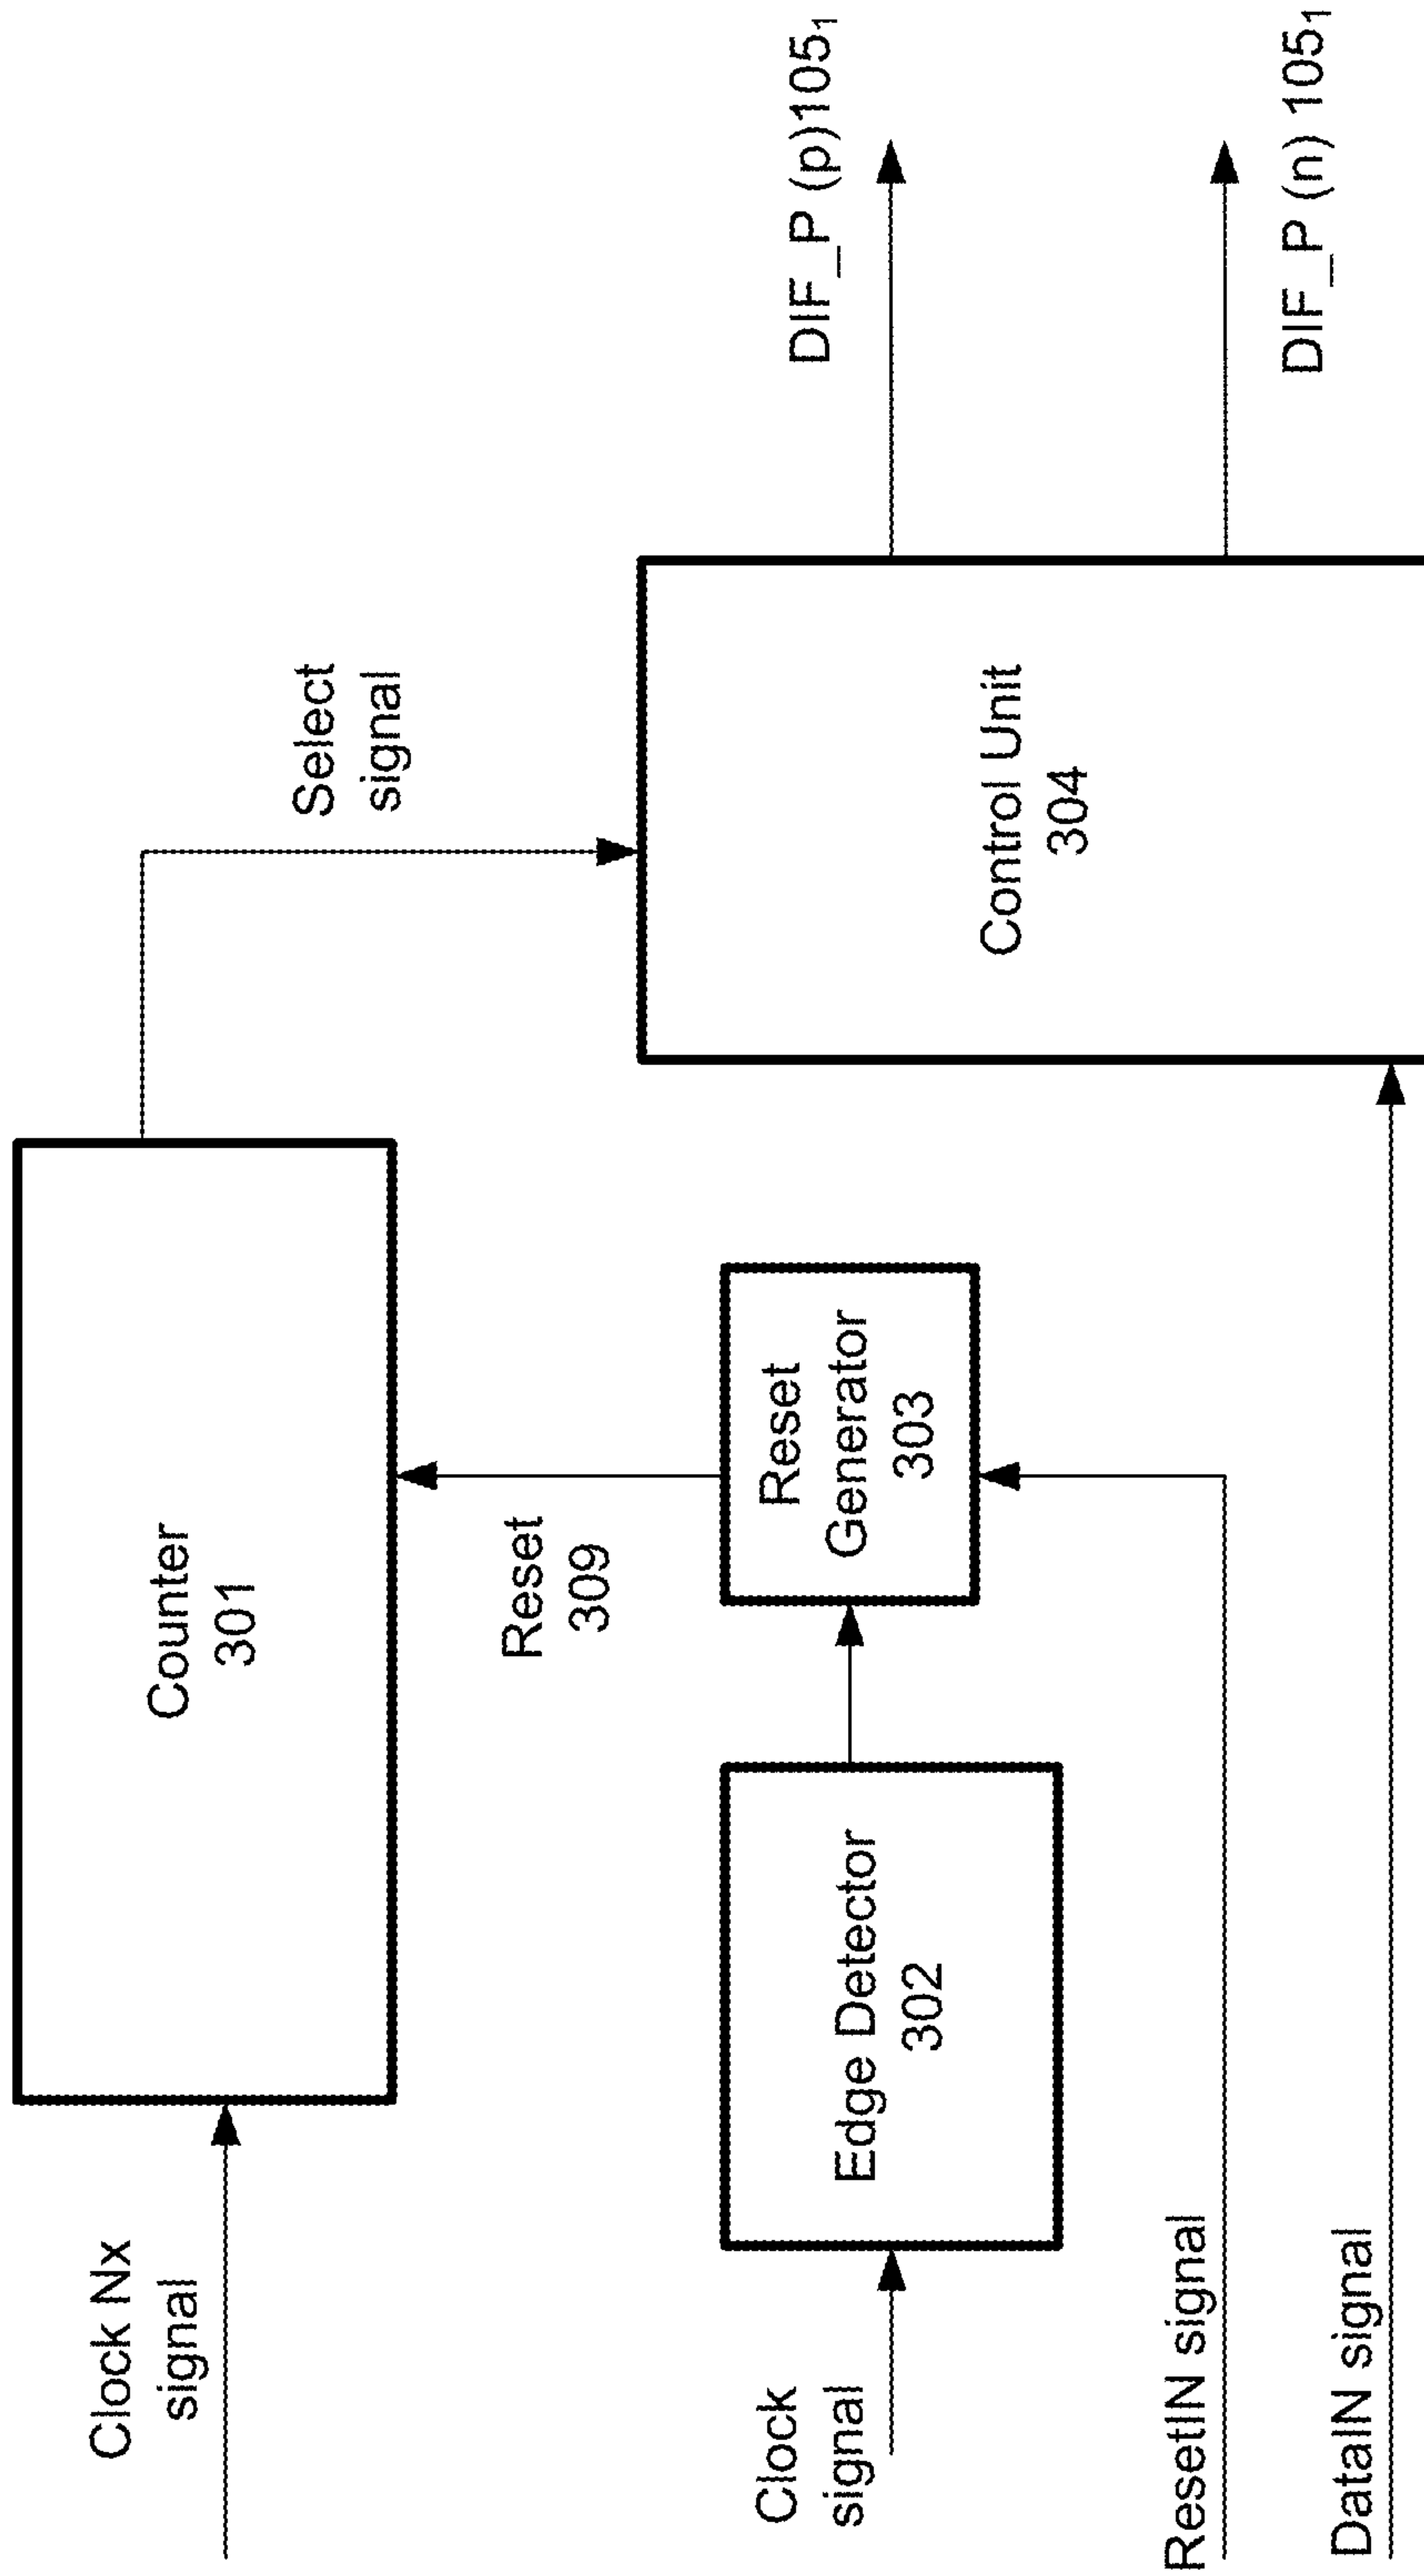 Clock Nx
signal
Counter
301
Select
signal
Reset
309
Clock
signal
Edge Detector
302
Reset
Generator
303
Control Unit
304
DIF_P (p)105₁
DIF_P (n) 105₁
ResetIN signal
DataIN signal